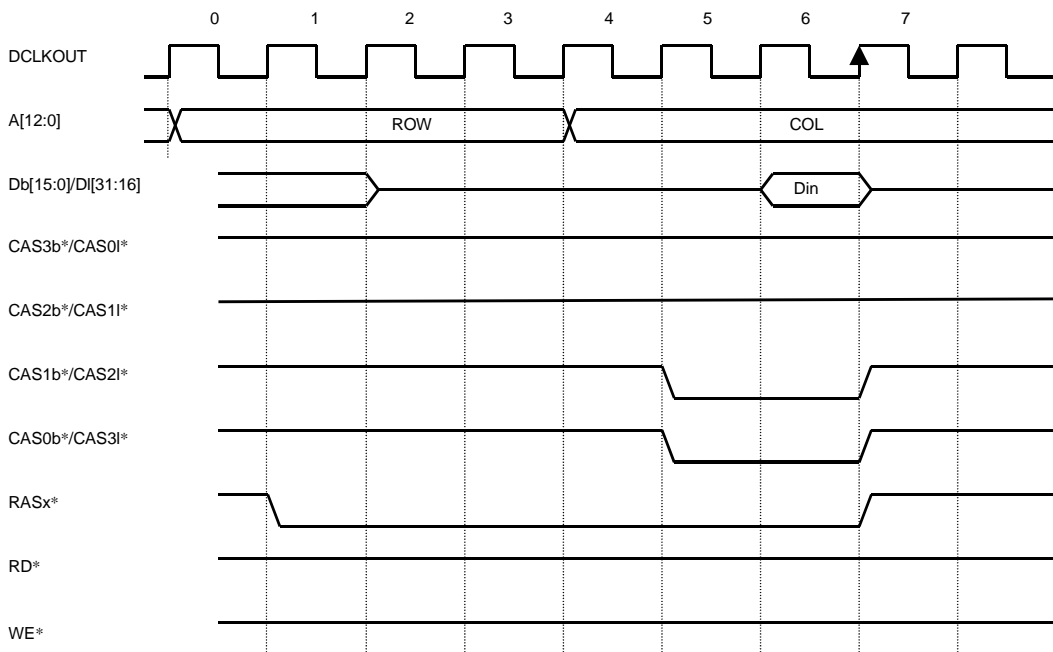 0 1 2 3 4 5 6 7
DCLKOUT
A[12:0] ROW COL
Db[15:0]/Dl[31:16] Din
CAS3b*/CAS0l*
CAS2b*/CAS1l*
CAS1b*/CAS2l*
CAS0b*/CAS3l*
RASx*
RD*
WE*